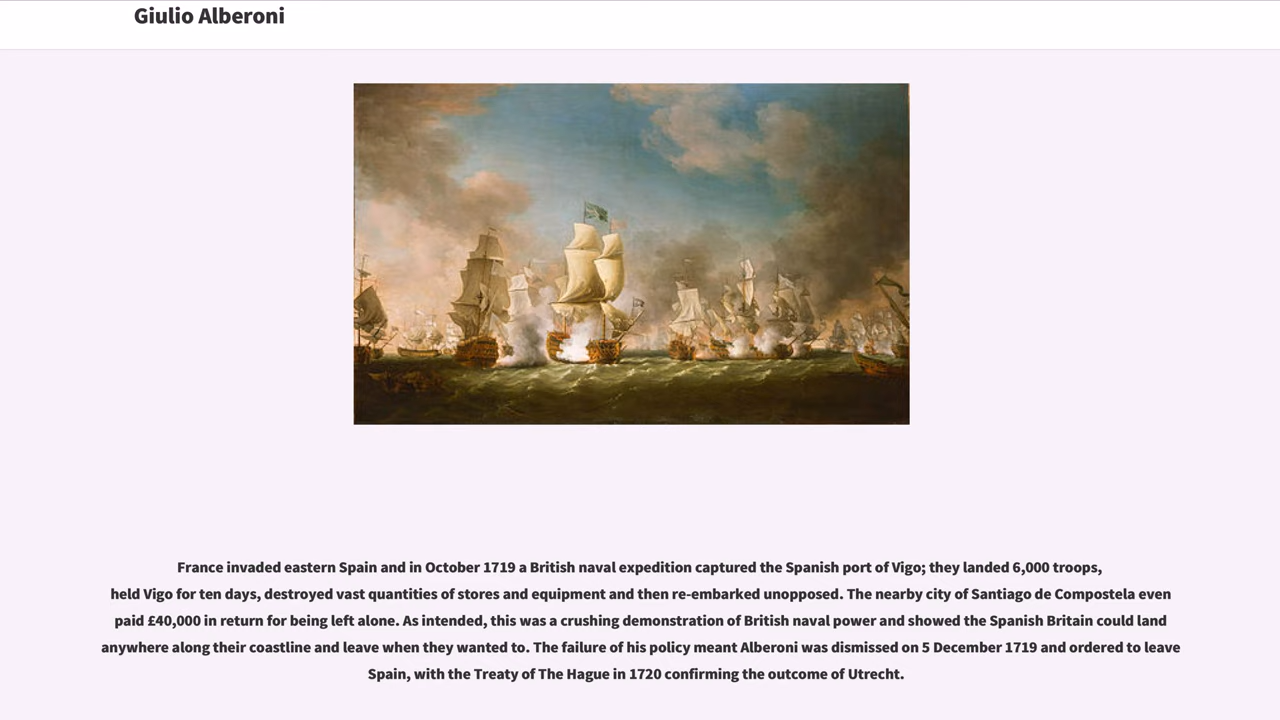 Giulio Alberoni
France invaded eastern Spain and in October 1719 a British naval expedition captured the Spanish port of Vigo; they landed 6,000 troops,
held Vigo for ten days, destroyed vast quantities of stores and equipment and then re-embarked unopposed. The nearby city of Santiago de Compostela even
paid £40,000 in return for being left alone. As intended, this was a crushing demonstration of British naval power and showed the Spanish Britain could land
anywhere along their coastline and leave when they wanted to. The failure of his policy meant Alberoni was dismissed on 5 December 1719 and ordered to leave
Spain, with the Treaty of The Hague in 1720 confirming the outcome of Utrecht.